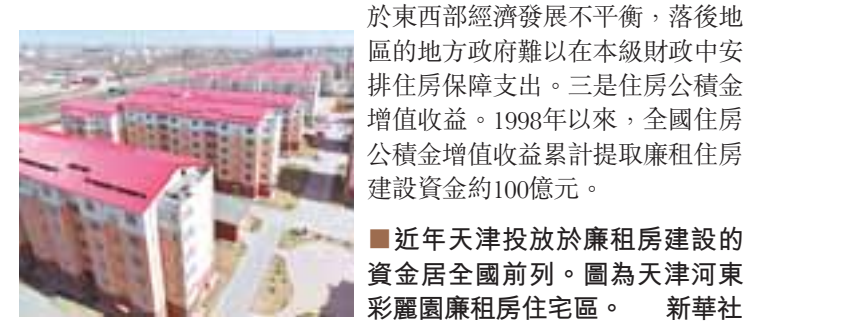 於東西部經濟發展不平衡，落後地
區的地方政府難以在本級財政中安
排住房保障支出。三是住房公積金
增值收益。1998年以來，全國住房
公積金增值收益累計提取廉租住房
建設資金約100億元。
■近年天津投放於廉租房建設的
資金居全國前列。圖為天津河東
彩麗園廉租房住宅區。　　新華社